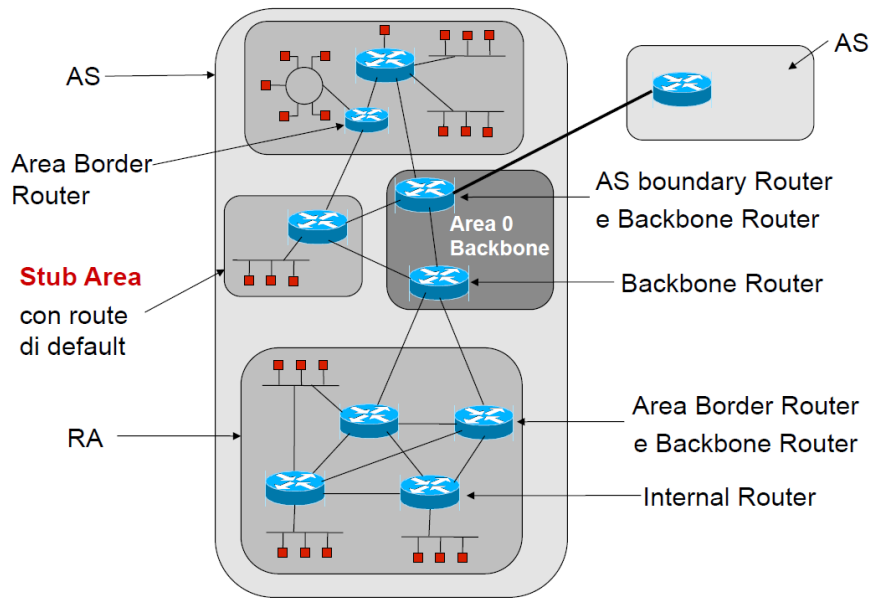 AS
AS
Area Border
Router
AS boundary Router
e Backbone Router
Area 0
Backbone
Stub Area
con route
di default
Backbone Router
RA
Area Border Router
e Backbone Router
Internal Router